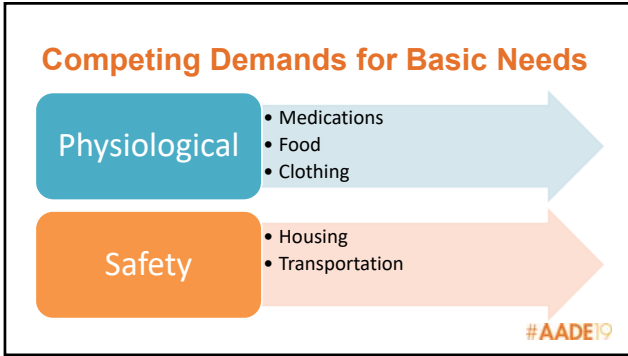 Competing Demands for Basic Needs
Physiological
• Medications
• Food
• Clothing
Safety
• Housing
• Transportation
#AADE19